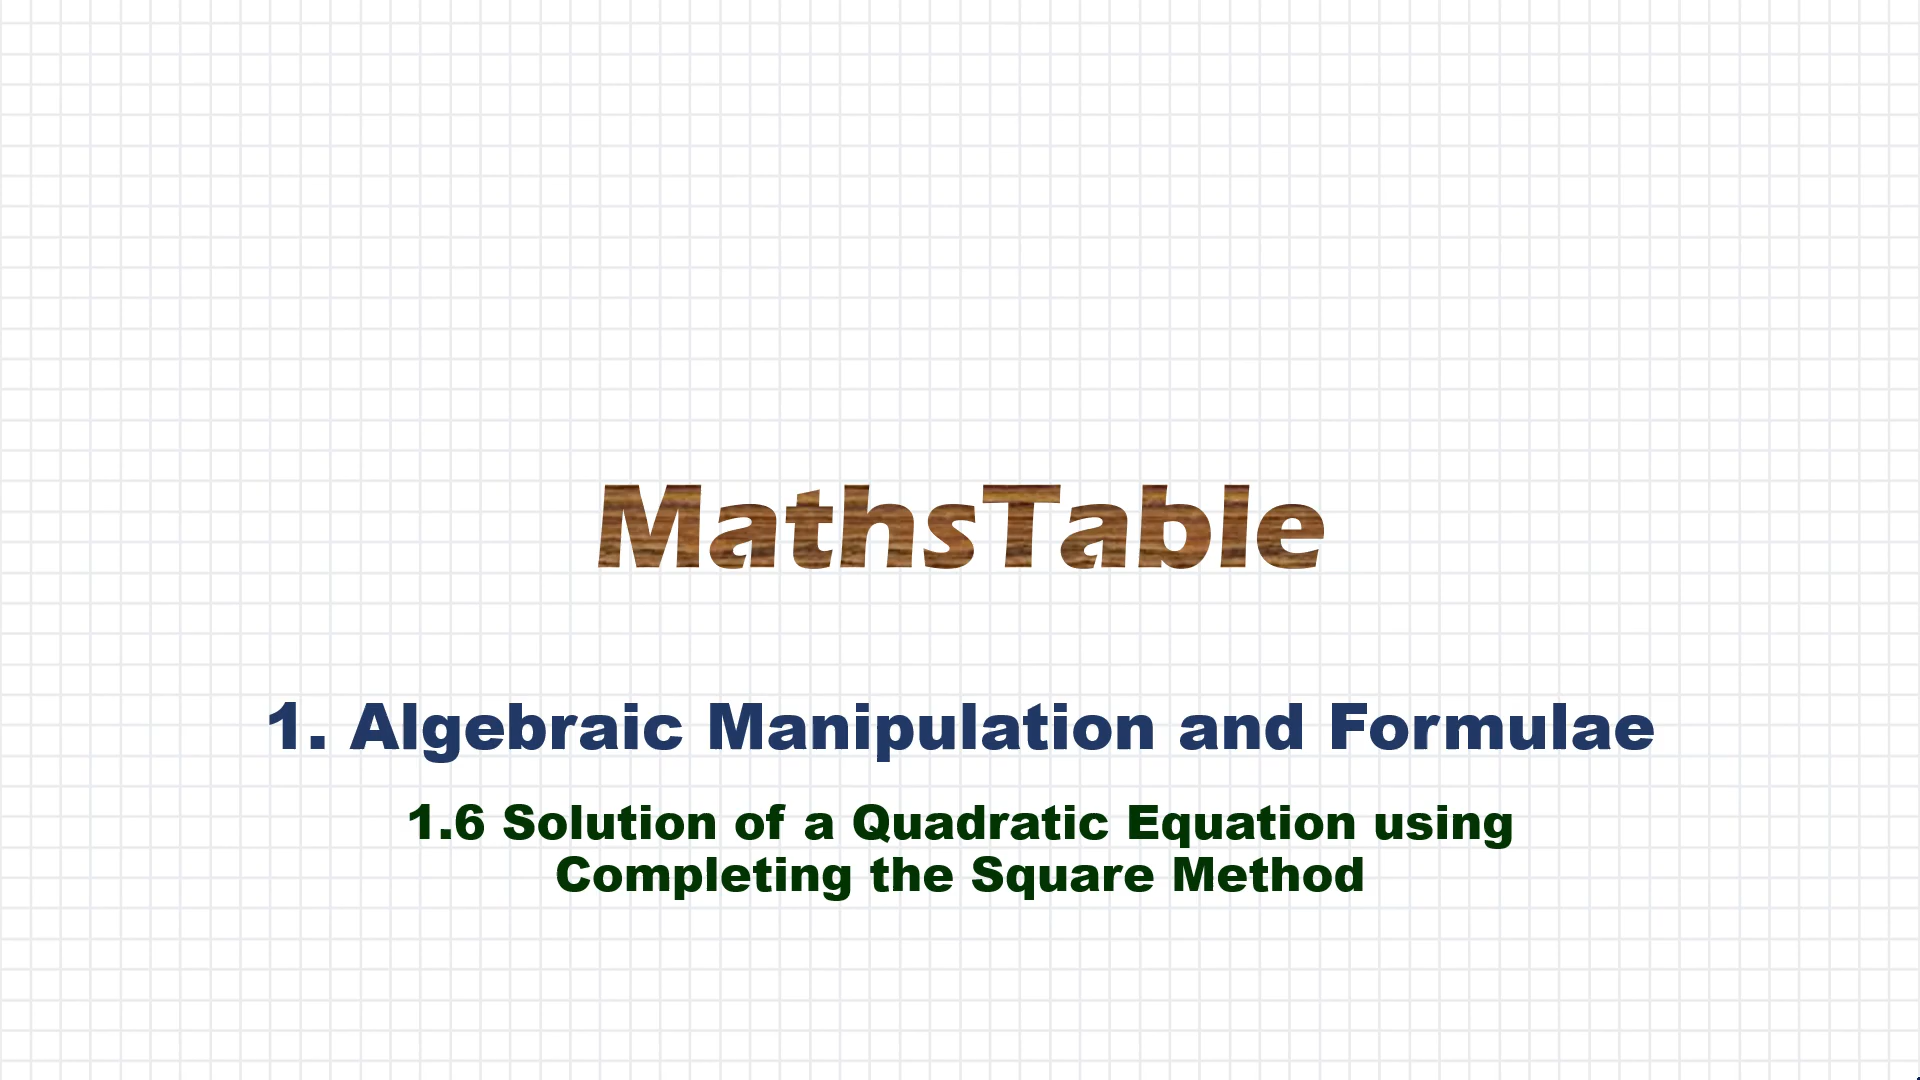 MathsTable
1. Algebraic Manipulation and Formulae
1.6 Solution of a Quadratic Equation using
Completing the Square Method